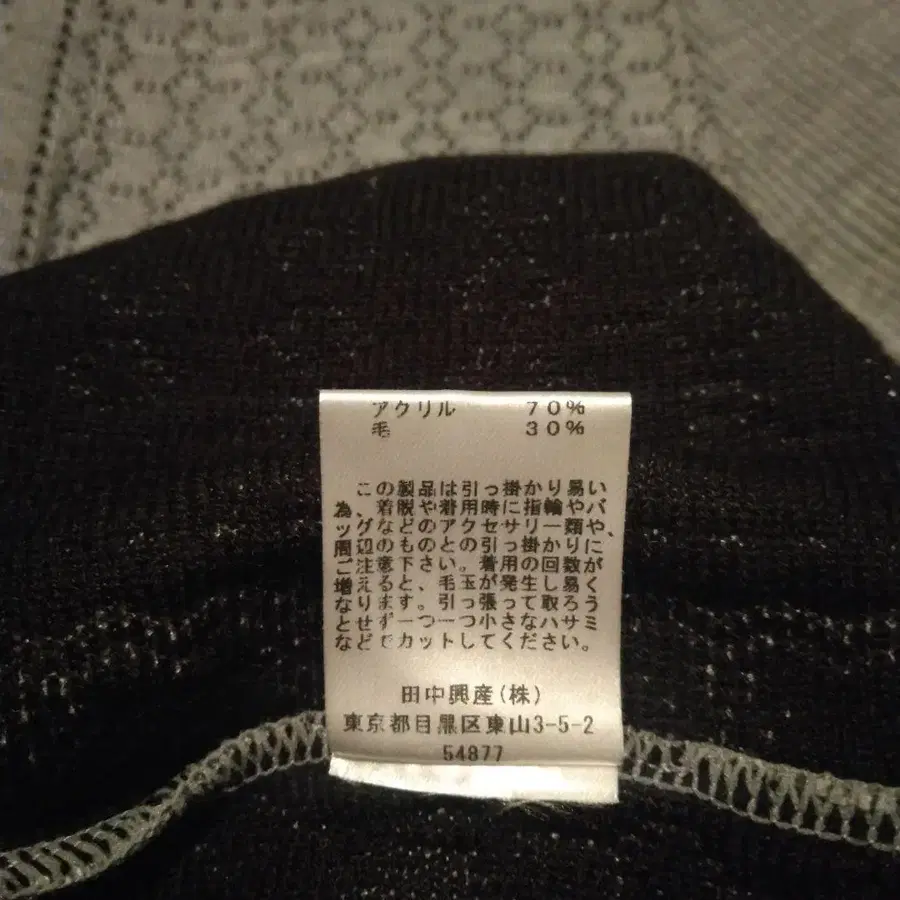 アクリル 70%
毛 30%
この製品は引っ掛かり易い
為、着脱や着用時に指輪やバ
ッグなどのアクセサリー類や、
周辺のものとの引っ掛かりに
ご注意下さい。着用の回数が
増えると、毛玉が発生し易く
なります。引っ張って取ろう
とせず一つ一つ小さなハサミ
などでカットしてください。
田中興産(株)
東京都目黒区東山3-5-2
54877